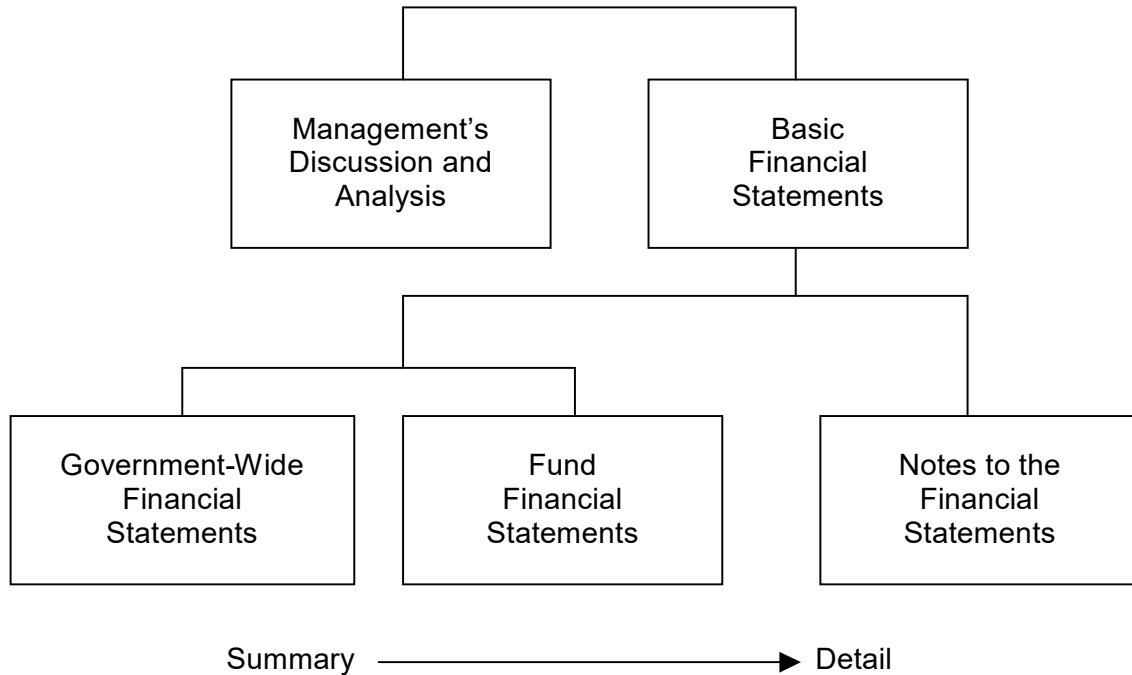 Management’s
Discussion and
Analysis
Basic
Financial
Statements
Government-Wide
Financial
Statements
Fund
Financial
Statements
Notes to the
Financial
Statements
Summary Detail